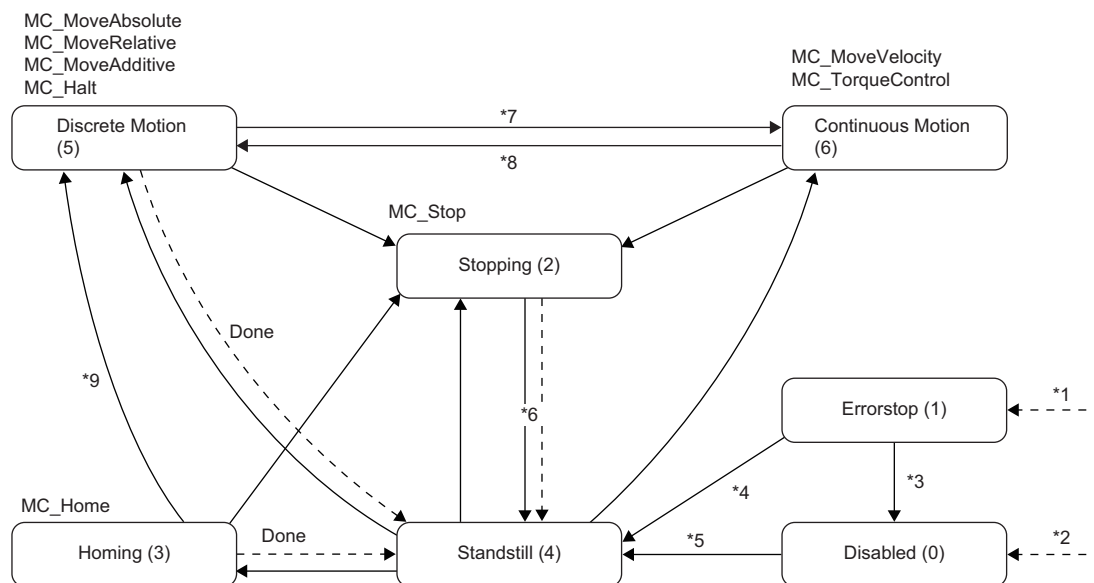 MC_MoveAbsolute
MC_MoveRelative
MC_MoveAdditive
MC_Halt
MC_MoveVelocity
MC_TorqueControl
Discrete Motion
(5)
*7
*8
Continuous Motion
(6)
MC_Stop
Stopping (2)
Done
*9
*6
Errorstop (1)
*1
*4
*3
MC_Home
Homing (3)
Done
Standstill (4)
*5
Disabled (0)
*2